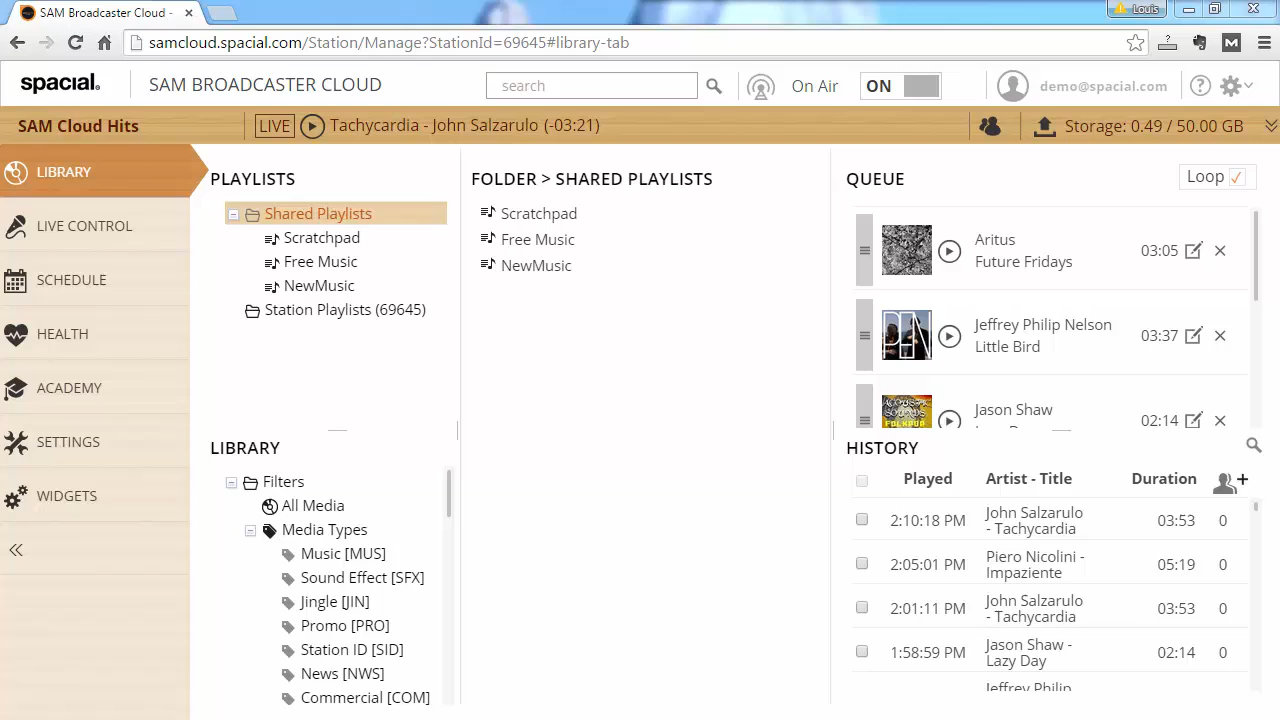 SAM Broadcaster Cloud -
Louis
samcloud.spacial.com/Station/Manage?StationId=69645#library-tab
spacial.
SAM BROADCASTER CLOUD
search
On Air
ON
demo@spacial.com
SAM Cloud Hits
LIVE
Tachycardia - John Salzarulo (-03:21)
Storage: 0.49 / 50.00 GB
LIBRARY
LIVE CONTROL
SCHEDULE
HEALTH
ACADEMY
SETTINGS
WIDGETS
PLAYLISTS
Shared Playlists
Scratchpad
Free Music
NewMusic
Station Playlists (69645)
LIBRARY
Filters
All Media
Media Types
Music [MUS]
Sound Effect [SFX]
Jingle [JIN]
Promo [PRO]
Station ID [SID]
News [NWS]
Commercial [COM]
FOLDER > SHARED PLAYLISTS
Scratchpad
Free Music
NewMusic
QUEUE
Loop
Aritus
Future Fridays
03:05
Jeffrey Philip Nelson
Little Bird
03:37
Jason Shaw
02:14
HISTORY
Played Artist - Title Duration
2:10:18 PM John Salzarulo - Tachycardia 03:53 0
2:05:01 PM Piero Nicolini - Impaziente 05:19 0
2:01:11 PM John Salzarulo - Tachycardia 03:53 0
1:58:59 PM Jason Shaw - Lazy Day 02:14 0
Jeffrey Philip